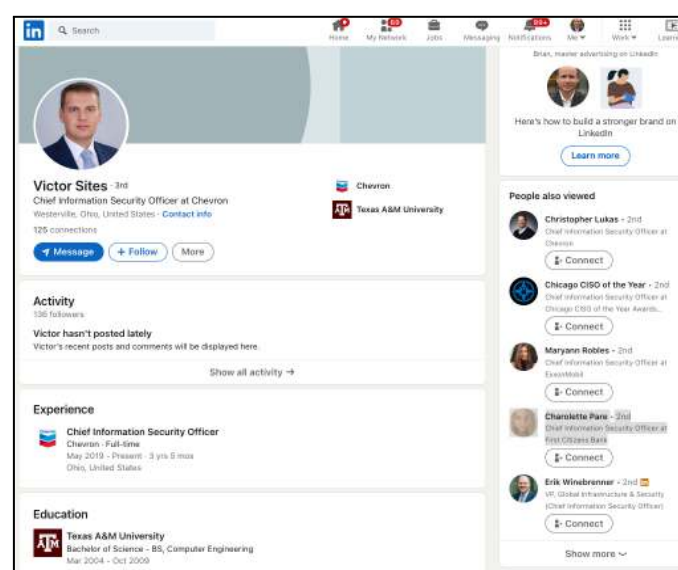 in
Search
Home
My Network
Jobs
Messaging
99+
Notifications
Me
Work
Brian, master advertising on LinkedIn
Here's how to build a stronger brand on
LinkedIn
Learn more
Victor Sites · 3rd
Chief Information Security Officer at Chevron
Westerville, Ohio, United States · Contact info
125 connections
Message
+ Follow
More
Chevron
Texas A&M University
Activity
136 followers
Victor hasn't posted lately
Victor's recent posts and comments will be displayed here.
Show all activity →
Experience
Chief Information Security Officer
Chevron · Full-time
May 2019 - Present · 3 yrs 5 mos
Ohio, United States
Education
Texas A&M University
Bachelor of Science - BS, Computer Engineering
Mar 2004 - Oct 2009
People also viewed
Christopher Lukas · 2nd
Chief Information Security Officer at
Chevron
Connect
Chicago CISO of the Year · 2nd
Chief Information Security Officer at
Chicago CISO of the Year Awards...
Connect
Maryann Robles · 2nd
Chief Information Security Officer at
ExxonMobil
Connect
Charolette Pare · 2nd
Chief Information Security Officer at
First Citizens Bank
Connect
Erik Winebrenner · 2nd
VP, Global Infrastructure & Security
(Chief Information Security Officer)
Connect
Show more